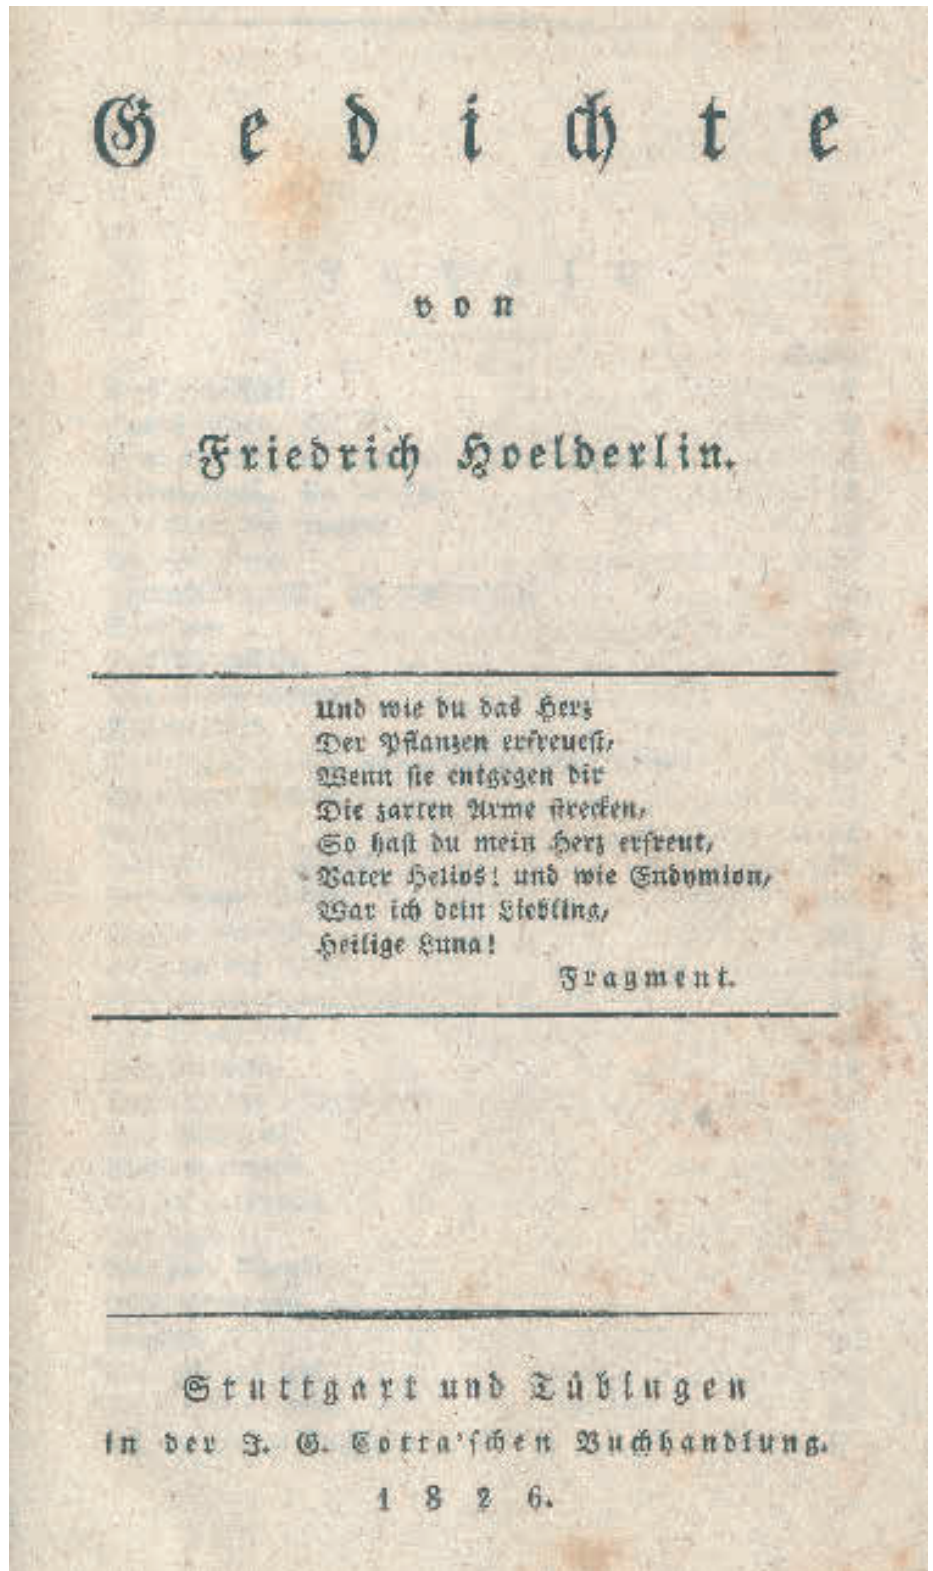 Gedichte
von
Friedrich Hoelderlin.
Und wie du das Herz
Der Pflanzen erfreuest,
Wenn sie entgegen dir
Die zarten Arme strecken,
So hast du mein Herz erfreut,
Vater Helios! und wie Endymion,
War ich dein Liebling,
Heilige Luna!
Fragment.
Stuttgart und Tübingen
in der J. G. Cotta'schen Buchhandlung.
1826.